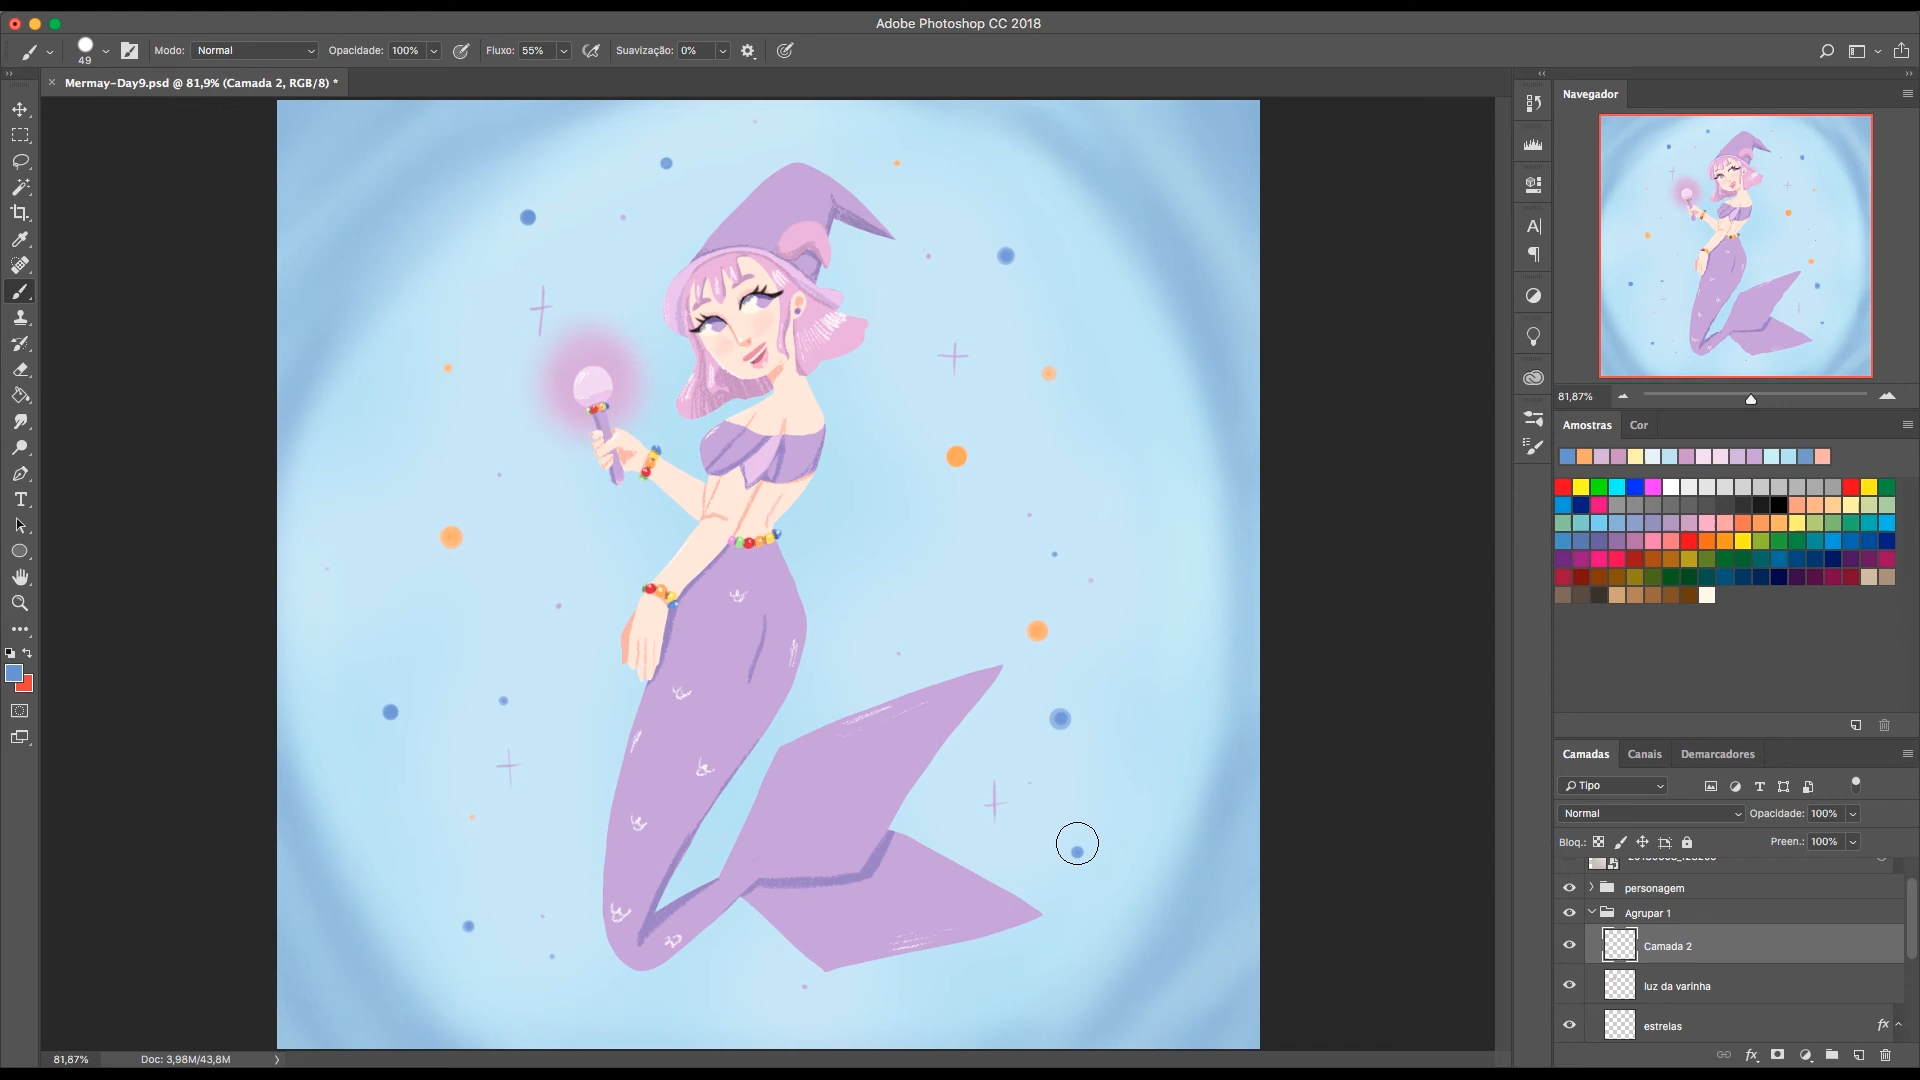 Adobe Photoshop CC 2018
49
Modo: Normal
Opacidade: 100%
Fluxo: 55%
Suavização: 0%
Mermay-Day9.psd @ 81,9% (Camada 2, RGB/8) *
Navegador
81,87%
Amostras
Cor
Camadas
Canais
Demarcadores
Tipo
Normal
Opacidade: 100%
Bloq.:
Preen.: 100%
personagem
Agrupar 1
Camada 2
luz da varinha
estrelas
fx
81,87%
Doc: 3,98M/43,8M
fx